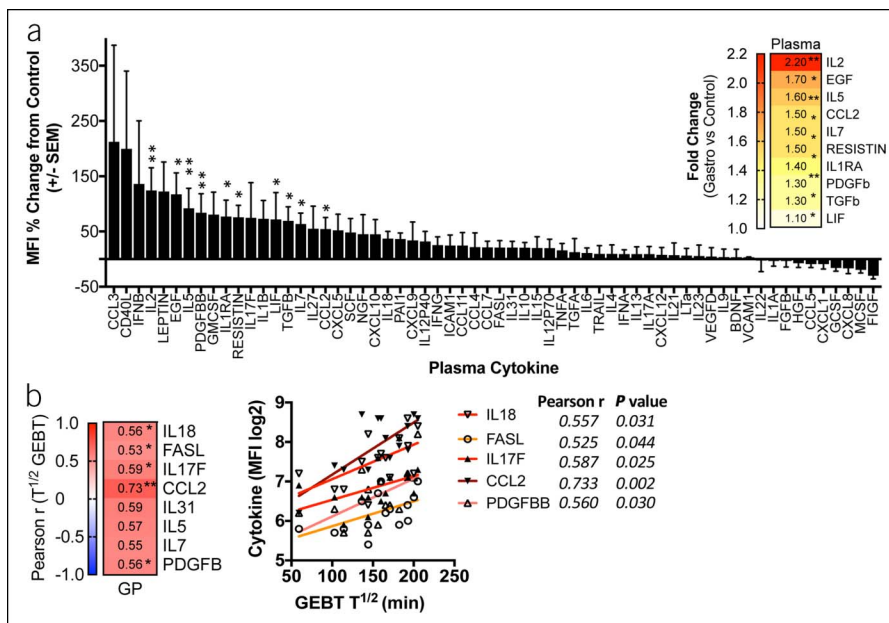 a
MFI % Change from Control
(+/- SEM)
350
250
150
50
-50
**
*
**
**
*
*
*
*
*
*
CCL3
CD40L
IFNB
IL2
LEPTIN
EGF
IL5
PDGFBB
GMCSF
IL1RA
RESISTIN
IL17F
IL1B
LIF
TGFB
IL7
IL27
CCL2
CXCL5
SCF
NGF
CXCL10
IL18
PAI1
CXCL9
IL12P40
IFNG
ICAM1
CCL11
CCL4
CCL7
FASL
IL31
IL10
IL15
IL12P70
TNFA
TGFA
IL6
TRAIL
IL4
IFNA
IL13
IL17A
CXCL12
IL21
LTa
IL23
VEGFD
IL9
BDNF
VCAM1
IL22
IL1A
FGFB
HGF
CCL5
CXCL1
GCSF
CXCL8
MCSF
FIGF
Plasma Cytokine
Fold Change
(Gastro vs Control)
2.2
2.0
1.8
1.6
1.4
1.2
1.0
Plasma
2.20 ** IL2
1.70 * EGF
1.60 ** IL5
1.50 * CCL2
1.50 * IL7
1.50 * RESISTIN
1.40 IL1RA
1.30 ** PDGFb
1.30 * TGFb
1.10 * LIF
b
Pearson r (T1/2 GEBT)
1.0
0.5
0
-0.5
-1.0
0.56 * IL18
0.53 * FASL
0.59 * IL17F
0.73 ** CCL2
0.59 IL31
0.57 IL5
0.55 IL7
0.56 * PDGFB
GP
Cytokine (MFI log2)
9
8
7
6
5
50 100 150 200 250
GEBT T1/2 (min)
Pearson r P value
IL18 0.557 0.031
FASL 0.525 0.044
IL17F 0.587 0.025
CCL2 0.733 0.002
PDGFBB 0.560 0.030